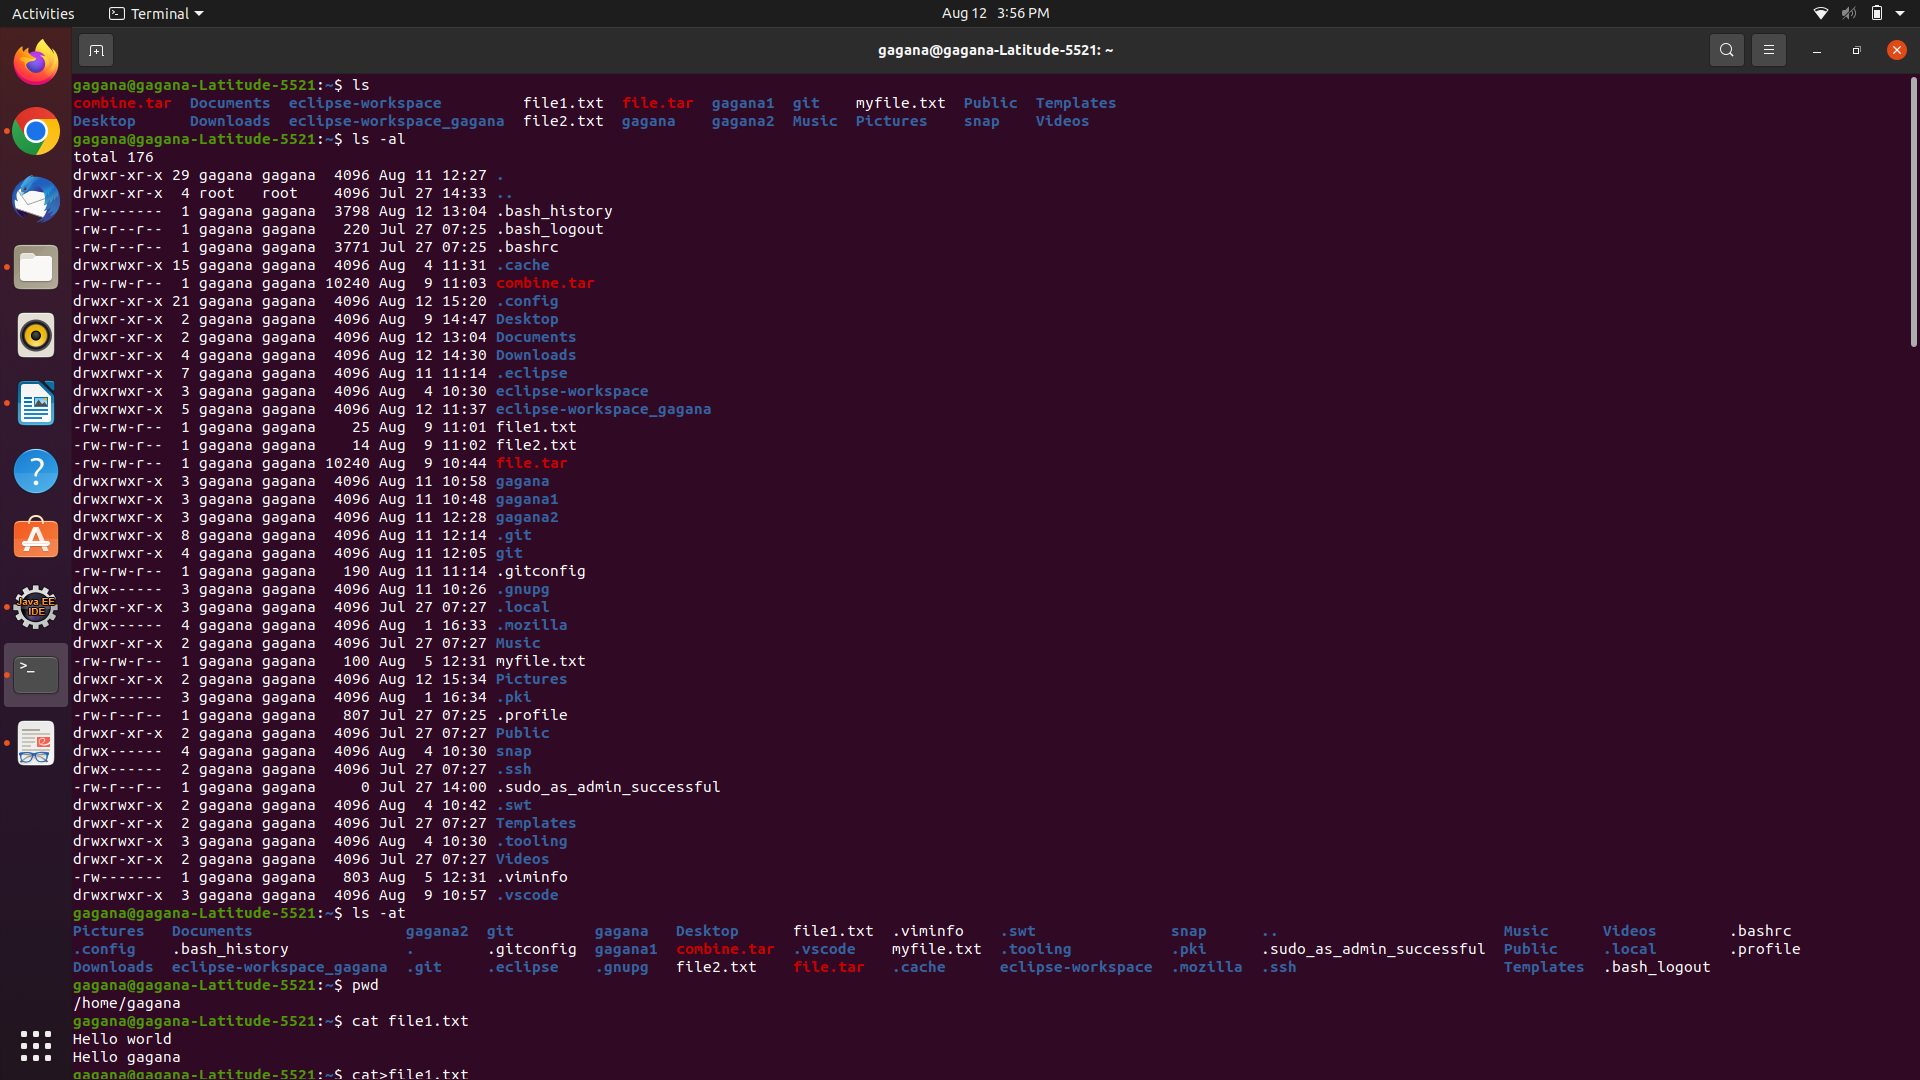 Activities Terminal Aug 12 3:56 PM
gagana@gagana-Latitude-5521: ~
gagana@gagana-Latitude-5521:~$ ls
combine.tar Documents eclipse-workspace file1.txt file.tar gagana1 git myfile.txt Public Templates
Desktop Downloads eclipse-workspace_gagana file2.txt gagana gagana2 Music Pictures snap Videos
gagana@gagana-Latitude-5521:~$ ls -al
total 176
drwxr-xr-x 29 gagana gagana 4096 Aug 11 12:27 .
drwxr-xr-x 4 root root 4096 Jul 27 14:33 ..
-rw------- 1 gagana gagana 3798 Aug 12 13:04 .bash_history
-rw-r--r-- 1 gagana gagana 220 Jul 27 07:25 .bash_logout
-rw-r--r-- 1 gagana gagana 3771 Jul 27 07:25 .bashrc
drwxrwxr-x 15 gagana gagana 4096 Aug 4 11:31 .cache
-rw-rw-r-- 1 gagana gagana 10240 Aug 9 11:03 combine.tar
drwxr-xr-x 21 gagana gagana 4096 Aug 12 15:20 .config
drwxr-xr-x 2 gagana gagana 4096 Aug 9 14:47 Desktop
drwxr-xr-x 2 gagana gagana 4096 Aug 12 13:04 Documents
drwxr-xr-x 4 gagana gagana 4096 Aug 12 14:30 Downloads
drwxrwxr-x 7 gagana gagana 4096 Aug 11 11:14 .eclipse
drwxrwxr-x 3 gagana gagana 4096 Aug 4 10:30 eclipse-workspace
drwxrwxr-x 5 gagana gagana 4096 Aug 12 11:37 eclipse-workspace_gagana
-rw-rw-r-- 1 gagana gagana 25 Aug 9 11:01 file1.txt
-rw-rw-r-- 1 gagana gagana 14 Aug 9 11:02 file2.txt
-rw-rw-r-- 1 gagana gagana 10240 Aug 9 10:44 file.tar
drwxrwxr-x 3 gagana gagana 4096 Aug 11 10:58 gagana
drwxrwxr-x 3 gagana gagana 4096 Aug 11 10:48 gagana1
drwxrwxr-x 3 gagana gagana 4096 Aug 11 12:28 gagana2
drwxrwxr-x 8 gagana gagana 4096 Aug 11 12:14 .git
drwxrwxr-x 4 gagana gagana 4096 Aug 11 12:05 git
-rw-rw-r-- 1 gagana gagana 190 Aug 11 11:14 .gitconfig
drwx------ 3 gagana gagana 4096 Aug 11 10:26 .gnupg
drwxr-xr-x 3 gagana gagana 4096 Jul 27 07:27 .local
drwx------ 4 gagana gagana 4096 Aug 1 16:33 .mozilla
drwxr-xr-x 2 gagana gagana 4096 Jul 27 07:27 Music
-rw-rw-r-- 1 gagana gagana 100 Aug 5 12:31 myfile.txt
drwxr-xr-x 2 gagana gagana 4096 Aug 12 15:34 Pictures
drwx------ 3 gagana gagana 4096 Aug 1 16:34 .pki
-rw-r--r-- 1 gagana gagana 807 Jul 27 07:25 .profile
drwxr-xr-x 2 gagana gagana 4096 Jul 27 07:27 Public
drwx------ 4 gagana gagana 4096 Aug 4 10:30 snap
drwx------ 2 gagana gagana 4096 Jul 27 07:27 .ssh
-rw-r--r-- 1 gagana gagana 0 Jul 27 14:00 .sudo_as_admin_successful
drwxrwxr-x 2 gagana gagana 4096 Aug 4 10:42 .swt
drwxr-xr-x 2 gagana gagana 4096 Jul 27 07:27 Templates
drwxrwxr-x 3 gagana gagana 4096 Aug 4 10:30 .tooling
drwxr-xr-x 2 gagana gagana 4096 Jul 27 07:27 Videos
-rw------- 1 gagana gagana 803 Aug 5 12:31 .viminfo
drwxrwxr-x 3 gagana gagana 4096 Aug 9 10:57 .vscode
gagana@gagana-Latitude-5521:~$ ls -at
Pictures Documents gagana2 git gagana Desktop file1.txt .viminfo .swt snap .. Music Videos .bashrc
.config .bash_history . .gitconfig gagana1 combine.tar .vscode myfile.txt .tooling .pki .sudo_as_admin_successful Public .local .profile
Downloads eclipse-workspace_gagana .git .eclipse .gnupg file2.txt file.tar .cache eclipse-workspace .mozilla .ssh Templates .bash_logout
gagana@gagana-Latitude-5521:~$ pwd
/home/gagana
gagana@gagana-Latitude-5521:~$ cat file1.txt
Hello world
Hello gagana
gagana@gagana-Latitude-5521:~$ cat>file1.txt
Java EE
IDE